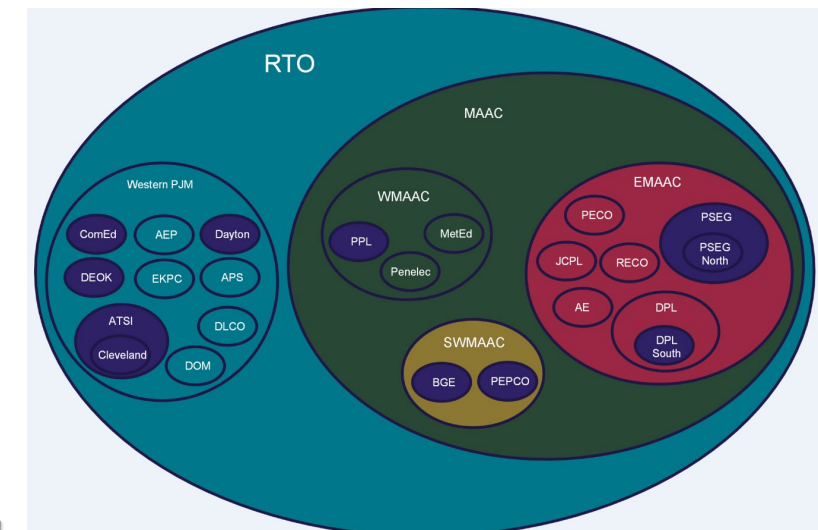 RTO
MAAC
Western PJM
ComEd
AEP
Dayton
DEOK
EKPC
APS
ATSI
Cleveland
DLCO
DOM
WMAAC
PPL
MetEd
Penelec
SWMAAC
BGE
PEPCO
EMAAC
PECO
PSEG
PSEG
North
JCPL
RECO
AE
DPL
DPL
South